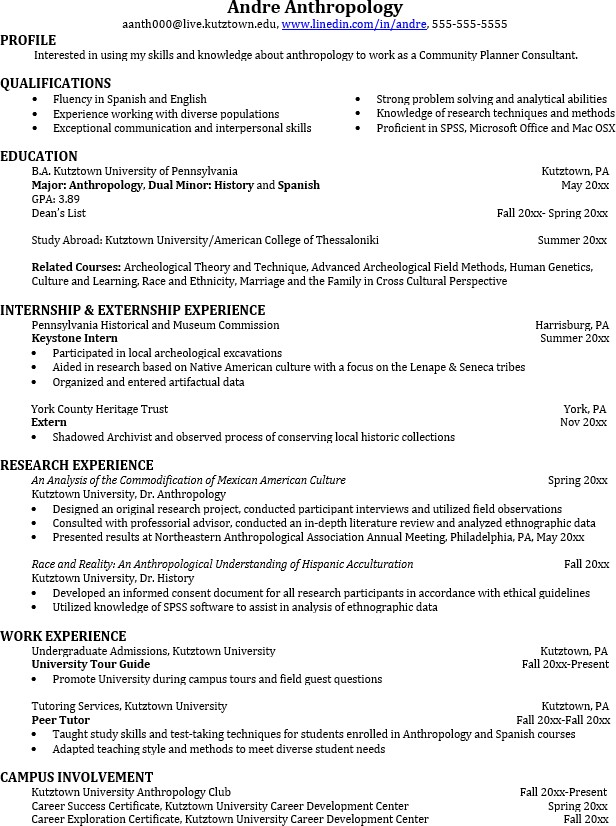 Andre Anthropology
aanth000@live.kutztown.edu, www.linedin.com/in/andre, 555-555-5555
PROFILE
Interested in using my skills and knowledge about anthropology to work as a Community Planner Consultant.
QUALIFICATIONS
• Fluency in Spanish and English • Strong problem solving and analytical abilities
• Experience working with diverse populations • Knowledge of research techniques and methods
• Exceptional communication and interpersonal skills • Proficient in SPSS, Microsoft Office and Mac OSX
EDUCATION
B.A. Kutztown University of Pennsylvania Kutztown, PA
Major: Anthropology, Dual Minor: History and Spanish May 20xx
GPA: 3.89
Dean's List Fall 20xx- Spring 20xx
Study Abroad: Kutztown University/American College of Thessaloniki Summer 20xx
Related Courses: Archeological Theory and Technique, Advanced Archeological Field Methods, Human Genetics,
Culture and Learning, Race and Ethnicity, Marriage and the Family in Cross Cultural Perspective
INTERNSHIP & EXTERNSHIP EXPERIENCE
Pennsylvania Historical and Museum Commission Harrisburg, PA
Keystone Intern Summer 20xx
• Participated in local archeological excavations
• Aided in research based on Native American culture with a focus on the Lenape & Seneca tribes
• Organized and entered artifactual data
York County Heritage Trust York, PA
Extern Nov 20xx
• Shadowed Archivist and observed process of conserving local historic collections
RESEARCH EXPERIENCE
An Analysis of the Commodification of Mexican American Culture Spring 20xx
Kutztown University, Dr. Anthropology
• Designed an original research project, conducted participant interviews and utilized field observations
• Consulted with professorial advisor, conducted an in-depth literature review and analyzed ethnographic data
• Presented results at Northeastern Anthropological Association Annual Meeting, Philadelphia, PA, May 20xx
Race and Reality: An Anthropological Understanding of Hispanic Acculturation Fall 20xx
Kutztown University, Dr. History
• Developed an informed consent document for all research participants in accordance with ethical guidelines
• Utilized knowledge of SPSS software to assist in analysis of ethnographic data
WORK EXPERIENCE
Undergraduate Admissions, Kutztown University Kutztown, PA
University Tour Guide Fall 20xx-Present
• Promote University during campus tours and field guest questions
Tutoring Services, Kutztown University Kutztown, PA
Peer Tutor Fall 20xx-Fall 20xx
• Taught study skills and test-taking techniques for students enrolled in Anthropology and Spanish courses
• Adapted teaching style and methods to meet diverse student needs
CAMPUS INVOLVEMENT
Kutztown University Anthropology Club Fall 20xx-Present
Career Success Certificate, Kutztown University Career Development Center Spring 20xx
Career Exploration Certificate, Kutztown University Career Development Center Fall 20xx